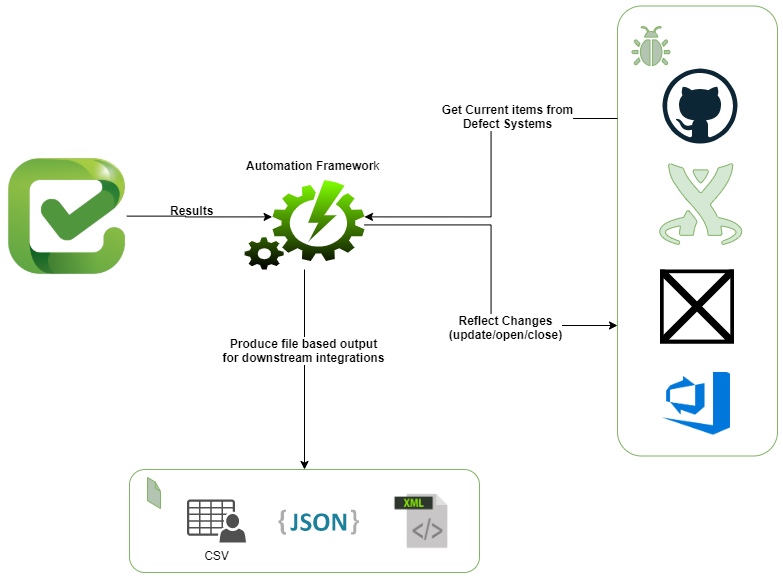 Get Current items from
Defect Systems
Automation Framework
Results
Reflect Changes
(update/open/close)
Produce file based output
for downstream integrations
CSV
{JSON}
XML
</>